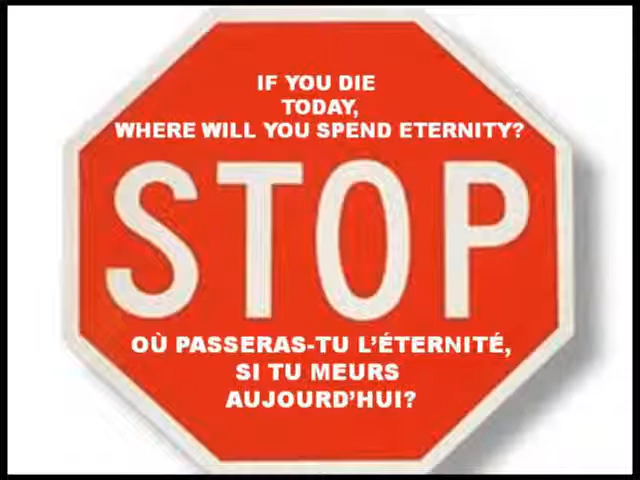 IF YOU DIE
TODAY,
WHERE WILL YOU SPEND ETERNITY?
STOP
OÙ PASSERAS-TU L'ÉTERNITÉ,
SI TU MEURS
AUJOURD'HUI?